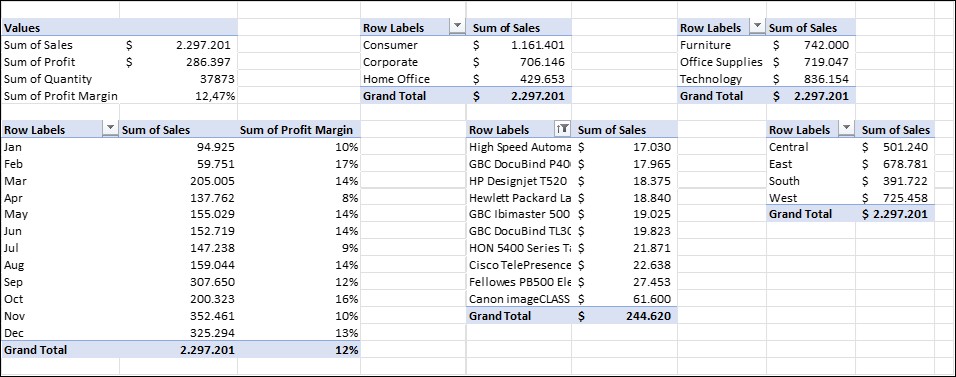 Values
Sum of Sales $ 2.297.201
Sum of Profit $ 286.397
Sum of Quantity 37873
Sum of Profit Margin 12,47%
Row Labels Sum of Sales
Consumer $ 1.161.401
Corporate $ 706.146
Home Office $ 429.653
Grand Total $ 2.297.201
Row Labels Sum of Sales
Furniture $ 742.000
Office Supplies $ 719.047
Technology $ 836.154
Grand Total $ 2.297.201
Row Labels Sum of Sales Sum of Profit Margin
Jan 94.925 10%
Feb 59.751 17%
Mar 205.005 14%
Apr 137.762 8%
May 155.029 14%
Jun 152.719 14%
Jul 147.238 9%
Aug 159.044 14%
Sep 307.650 12%
Oct 200.323 16%
Nov 352.461 10%
Dec 325.294 13%
Grand Total 2.297.201 12%
Row Labels Sum of Sales
High Speed Automa $ 17.030
GBC DocuBind P40 $ 17.965
HP Designjet T520 $ 18.375
Hewlett Packard La $ 18.840
GBC Ibimaster 500 $ 19.025
GBC DocuBind TL30 $ 19.823
HON 5400 Series $ 21.871
Cisco TelePresence $ 22.638
Fellowes PB500 Ele $ 27.453
Canon imageCLASS $ 61.600
Grand Total $ 244.620
Row Labels Sum of Sales
Central $ 501.240
East $ 678.781
South $ 391.722
West $ 725.458
Grand Total $ 2.297.201